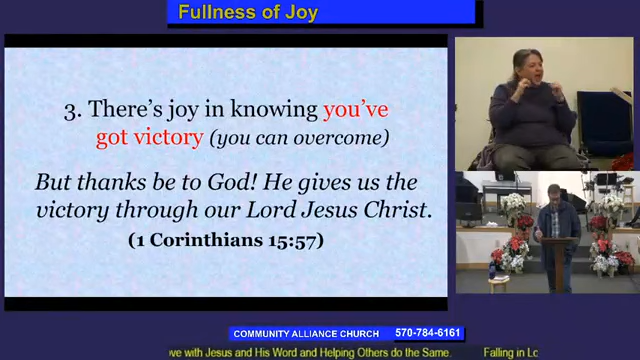 Fullness of Joy
3. There's joy in knowing you've
got victory (you can overcome)
But thanks be to God! He gives us the
victory through our Lord Jesus Christ.
(1 Corinthians 15:57)
COMMUNITY ALLIANCE CHURCH 570-784-6161
with Jesus and His Word and Helping Others do the Same. Falling in